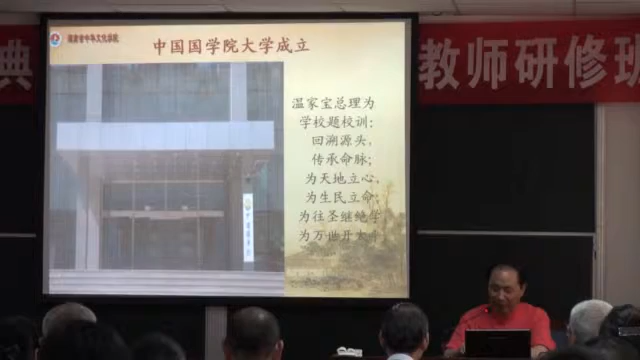 典
教师研修班
中国国学院大学成立
温家宝总理为
学校题校训：
回溯源头，
传承命脉；
为天地立心，
为生民立命；
为往圣继绝学
为万世开太平